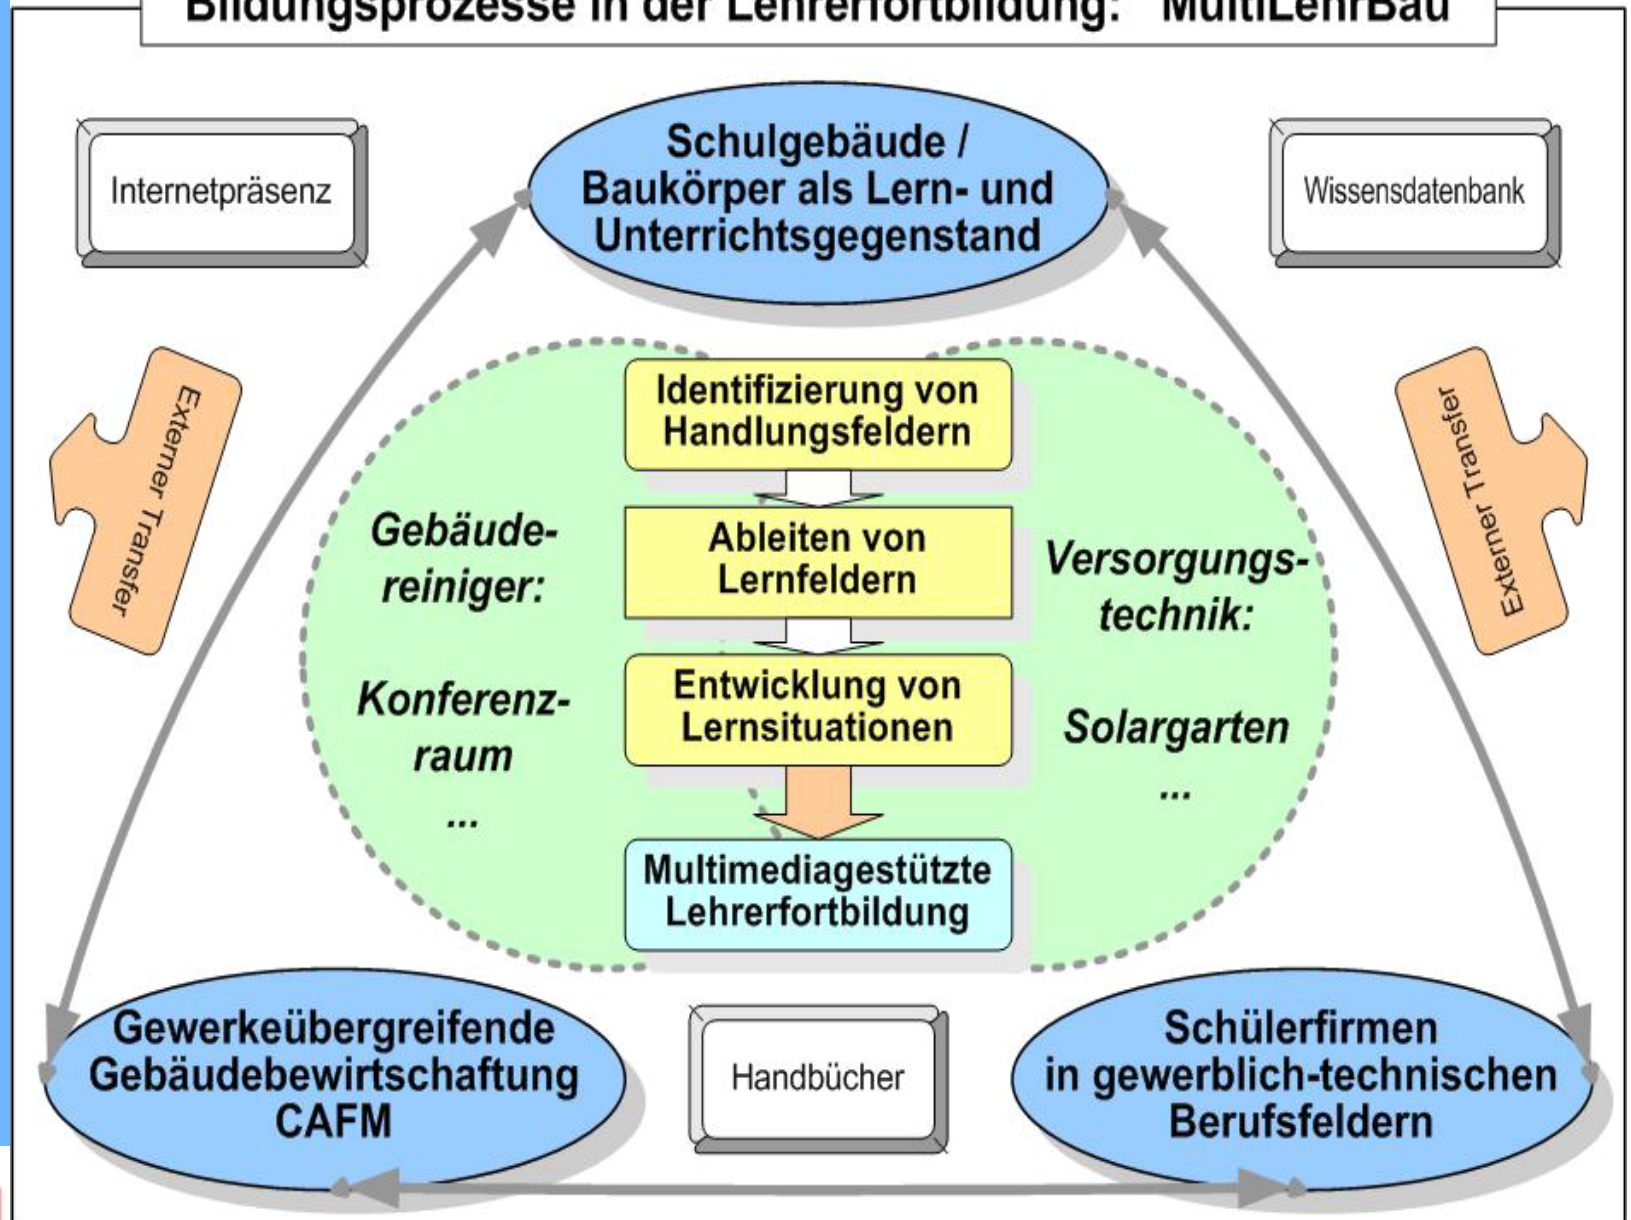 Bildungsprozesse in der Lehrerfortbildung: MultiLehrBau
Internetpräsenz
Schulgebäude /
Baukörper als Lern- und
Unterrichtsgegenstand
Wissensdatenbank
Externer Transfer
Externer Transfer
Identifizierung von
Handlungsfeldern
Gebäude-
reiniger:
Konferenz-
raum
...
Ableiten von
Lernfeldern
Entwicklung von
Lernsituationen
Versorgungs-
technik:
Solargarten
...
Multimediagestützte
Lehrerfortbildung
Gewerkeübergreifende
Gebäudebewirtschaftung
CAFM
Handbücher
Schülerfirmen
in gewerblich-technischen
Berufsfeldern